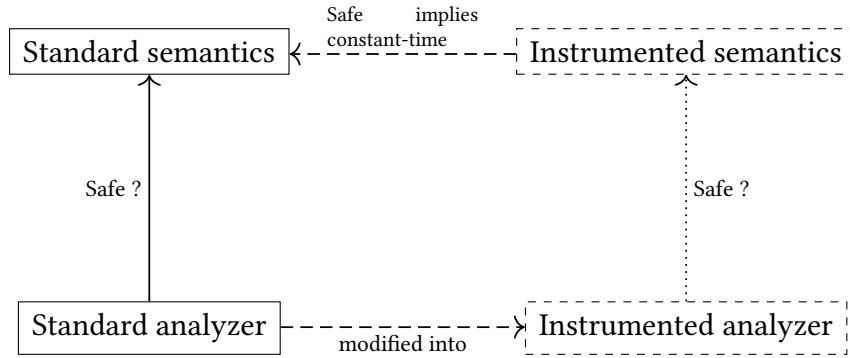 Safe implies
constant-time
Standard semantics
Instrumented semantics
Safe ?
Safe ?
Standard analyzer
Instrumented analyzer
modified into